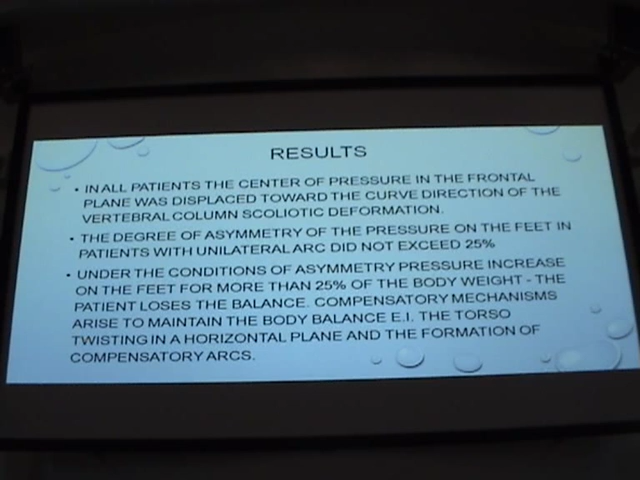 RESULTS
• IN ALL PATIENTS THE CENTER OF PRESSURE IN THE FRONTAL
PLANE WAS DISPLACED TOWARD THE CURVE DIRECTION OF THE
VERTEBRAL COLUMN SCOLIOTIC DEFORMATION.
• THE DEGREE OF ASYMMETRY OF THE PRESSURE ON THE FEET IN
PATIENTS WITH UNILATERAL ARC DID NOT EXCEED 25%
• UNDER THE CONDITIONS OF ASYMMETRY PRESSURE INCREASE
ON THE FEET FOR MORE THAN 25% OF THE BODY WEIGHT - THE
PATIENT LOSES THE BALANCE. COMPENSATORY MECHANISMS
ARISE TO MAINTAIN THE BODY BALANCE E.I. THE TORSO
TWISTING IN A HORIZONTAL PLANE AND THE FORMATION OF
COMPENSATORY ARCS.